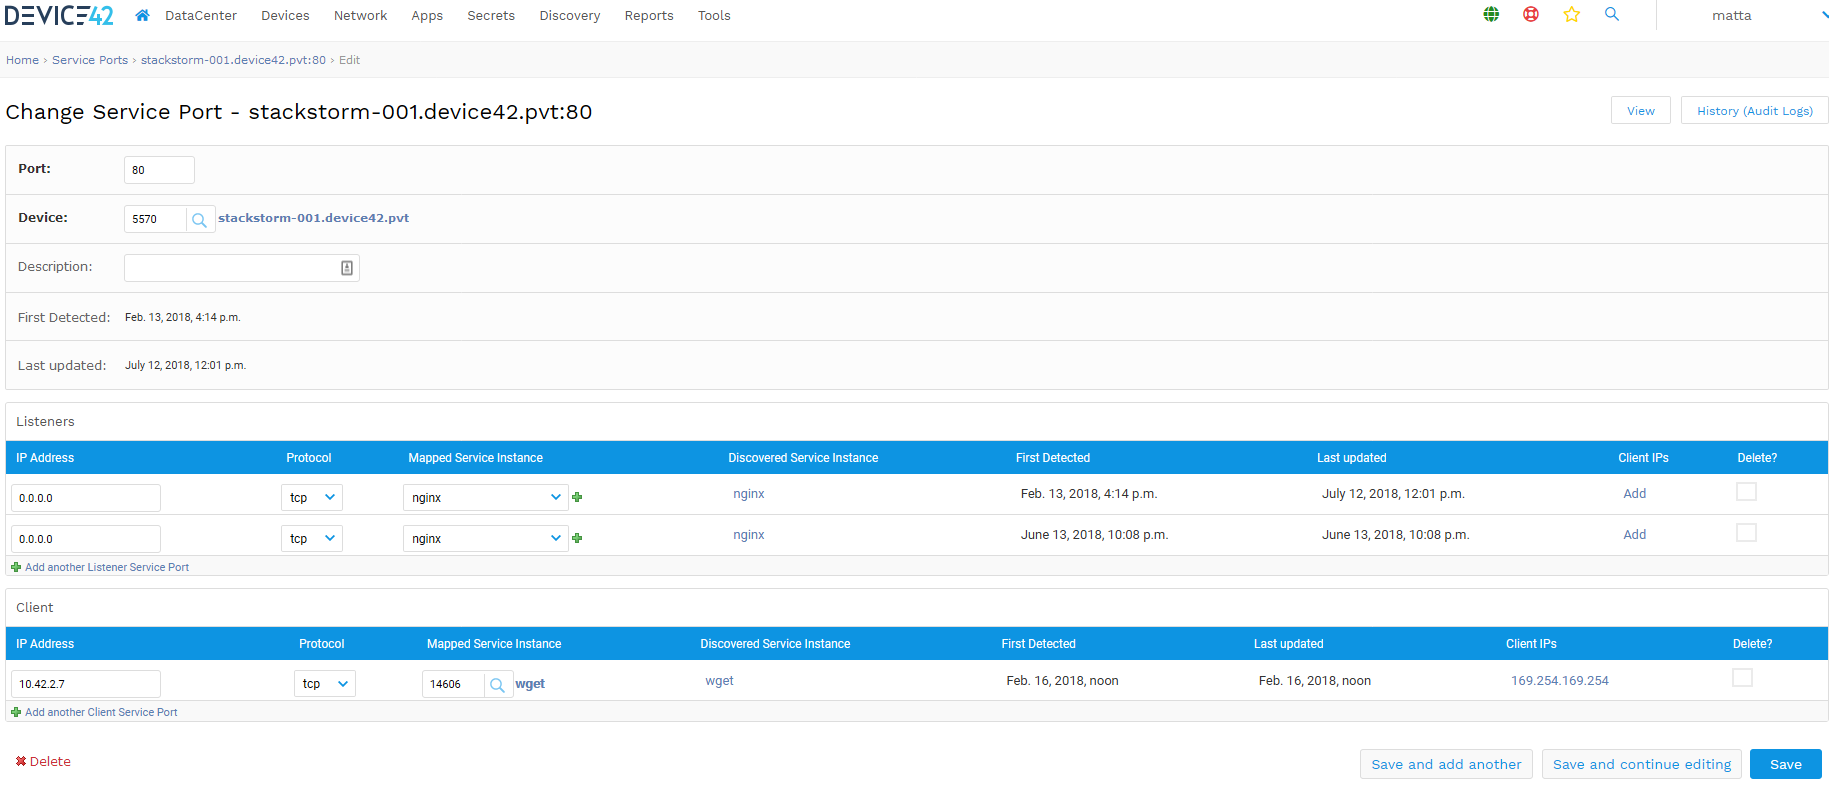 DEVICE42 DataCenter Devices Network Apps Secrets Discovery Reports Tools matta
Home › Service Ports › stackstorm-001.device42.pvt:80 › Edit
Change Service Port - stackstorm-001.device42.pvt:80 View History (Audit Logs)
Port: 80
Device: 5570 stackstorm-001.device42.pvt
Description:
First Detected: Feb. 13, 2018, 4:14 p.m.
Last updated: July 12, 2018, 12:01 p.m.
Listeners
IP Address Protocol Mapped Service Instance Discovered Service Instance First Detected Last updated Client IPs Delete?
0.0.0.0 tcp nginx nginx Feb. 13, 2018, 4:14 p.m. July 12, 2018, 12:01 p.m. Add
0.0.0.0 tcp nginx nginx June 13, 2018, 10:08 p.m. June 13, 2018, 10:08 p.m. Add
Add another Listener Service Port
Client
IP Address Protocol Mapped Service Instance Discovered Service Instance First Detected Last updated Client IPs Delete?
10.42.2.7 tcp 14606 wget wget Feb. 16, 2018, noon Feb. 16, 2018, noon 169.254.169.254
Add another Client Service Port
Delete Save and add another Save and continue editing Save